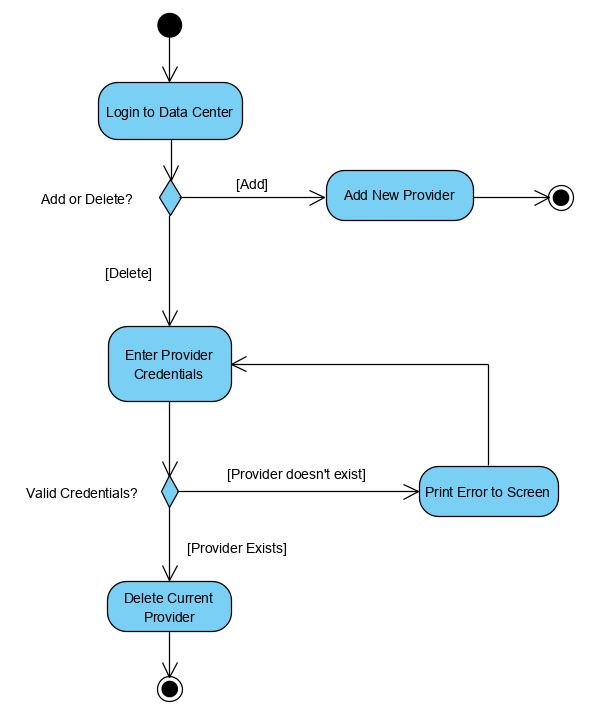 Login to Data Center
Add or Delete?
[Add]
Add New Provider
[Delete]
Enter Provider
Credentials
Valid Credentials?
[Provider doesn't exist]
Print Error to Screen
[Provider Exists]
Delete Current
Provider